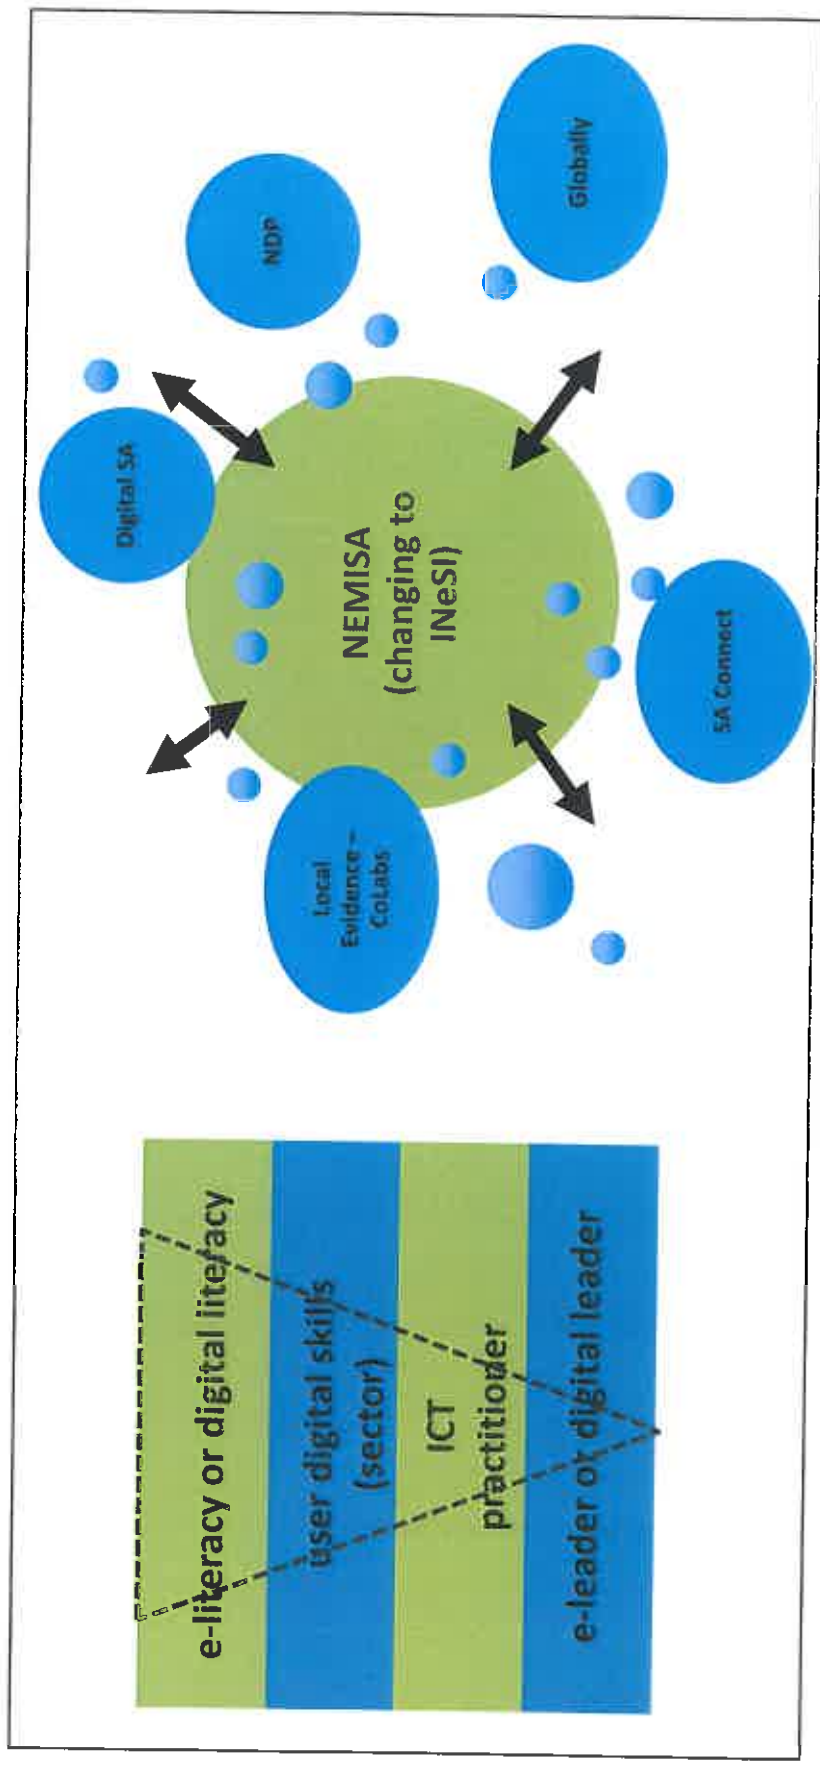 e-literacy or digital literacy
user digital skills
(sector)
ICT
practitioner
e-leader or digital leader
Digital SA
NDP
Local
Evidence –
CoLabs
NEMISA
(changing to
INeSI)
Globally
SA Connect